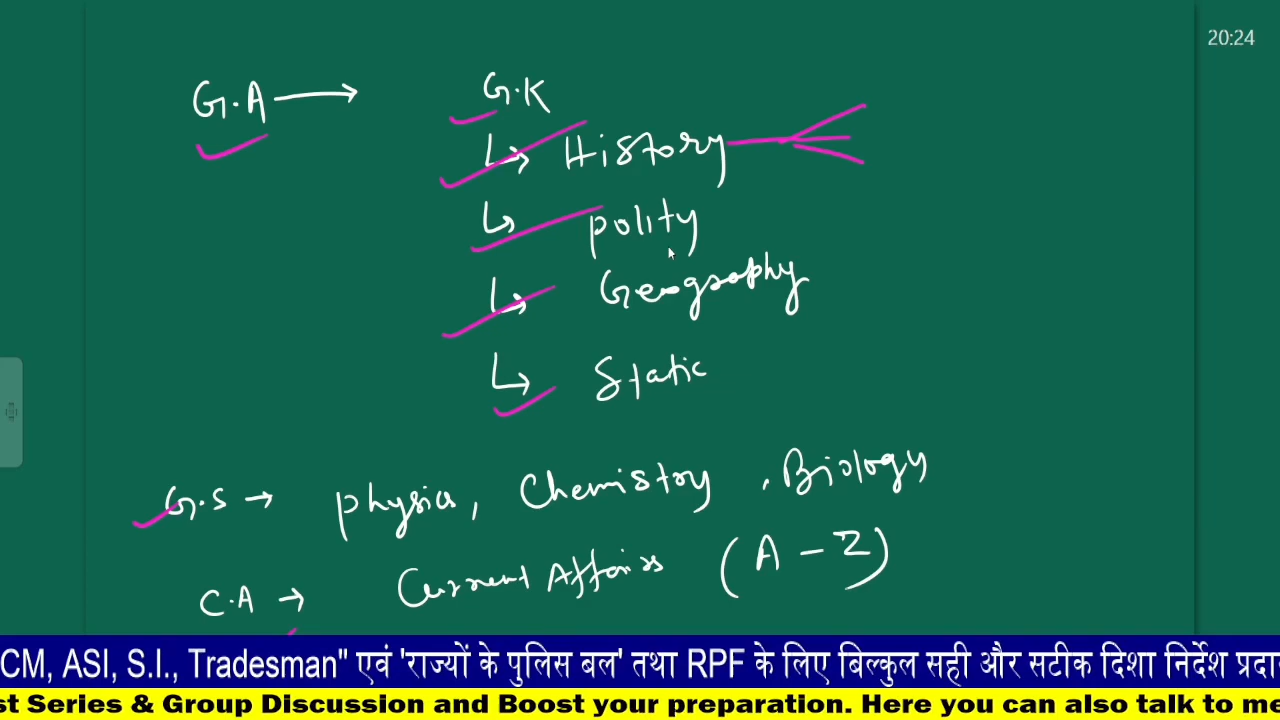 20:24
G.A → G.K
↳ History
↳ polity
↳ Geography
↳ Static
G.S → physics, Chemistry, Biology
C.A → Current Affairs (A - Z)
CM, ASI, S.I., Tradesman" एवं 'राज्यों के पुलिस बल' तथा RPF के लिए बिल्कुल सही और सटीक दिशा निर्देश प्रदा
st Series & Group Discussion and Boost your preparation. Here you can also talk to me